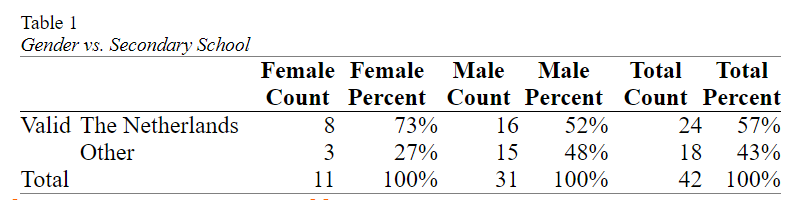 Table 1
Gender vs. Secondary School
Female Female Male Male Total Total
Count Percent Count Percent Count Percent
Valid The Netherlands 8 73% 16 52% 24 57%
Other 3 27% 15 48% 18 43%
Total 11 100% 31 100% 42 100%